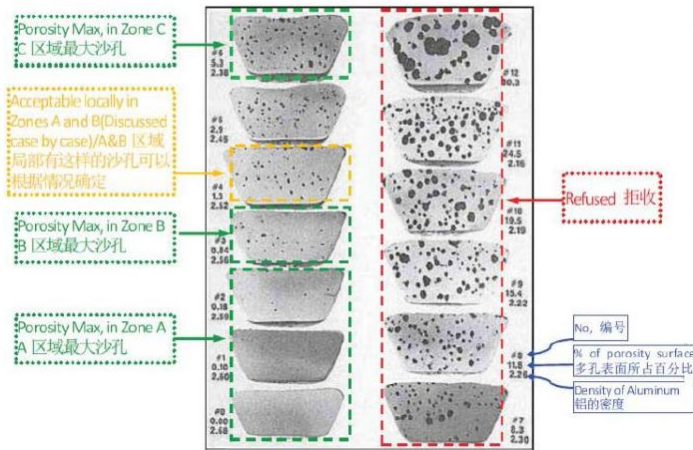 Porosity Max, in Zone C
C 区域最大沙孔
Acceptable locally in
Zones A and B(Discussed
case by case)/A&B 区域
局部有这样的沙孔可以
根据情况确定
Porosity Max, in Zone B
B 区域最大沙孔
Porosity Max, in Zone A
A 区域最大沙孔
#6
5.3
2.38
#5
2.9
2.45
#4
1.3
2.52
#3
0.84
2.56
#2
0.18
2.59
#1
0.10
2.60
#0
0.00
2.68
#12
30.3
#11
24.5
2.16
#10
19.5
2.19
#9
15.4
2.22
#8
11.8
2.26
#7
8.3
2.30
Refused 拒收
No, 编号
% of porosity surface
多孔表面所占百分比
Density of Aluminum
铝的密度